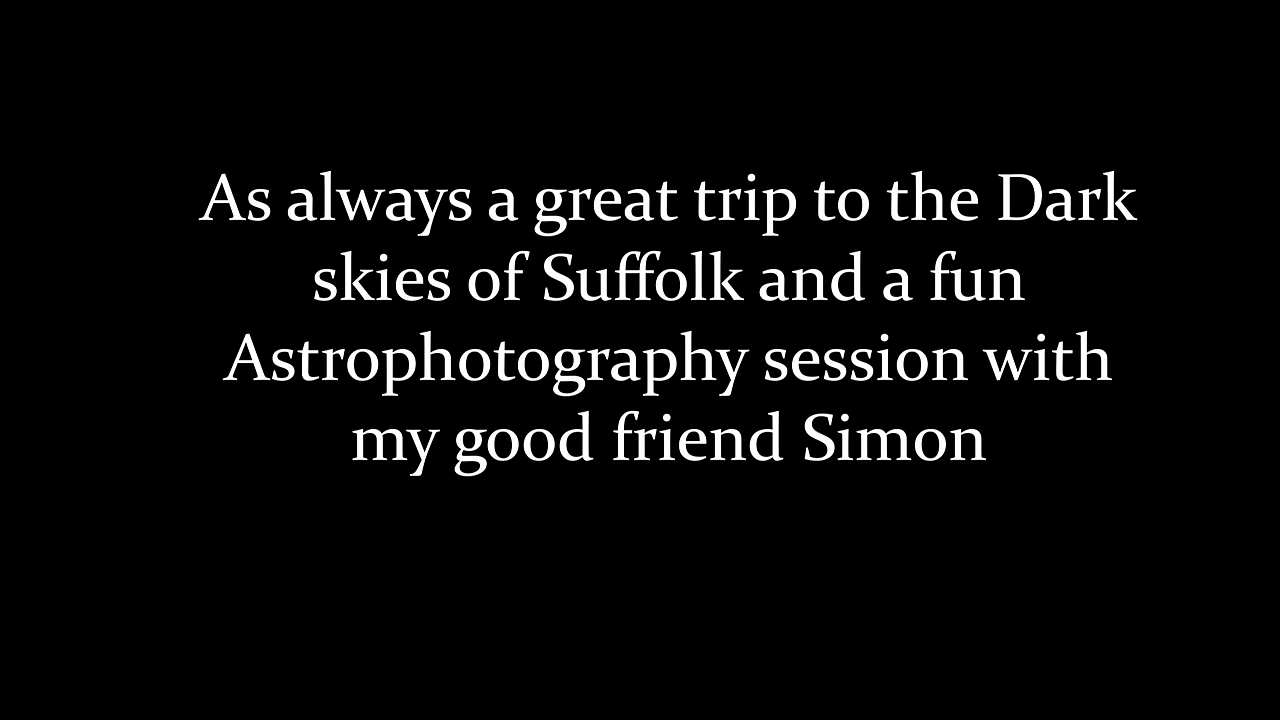 As always a great trip to the Dark
skies of Suffolk and a fun
Astrophotography session with
my good friend Simon